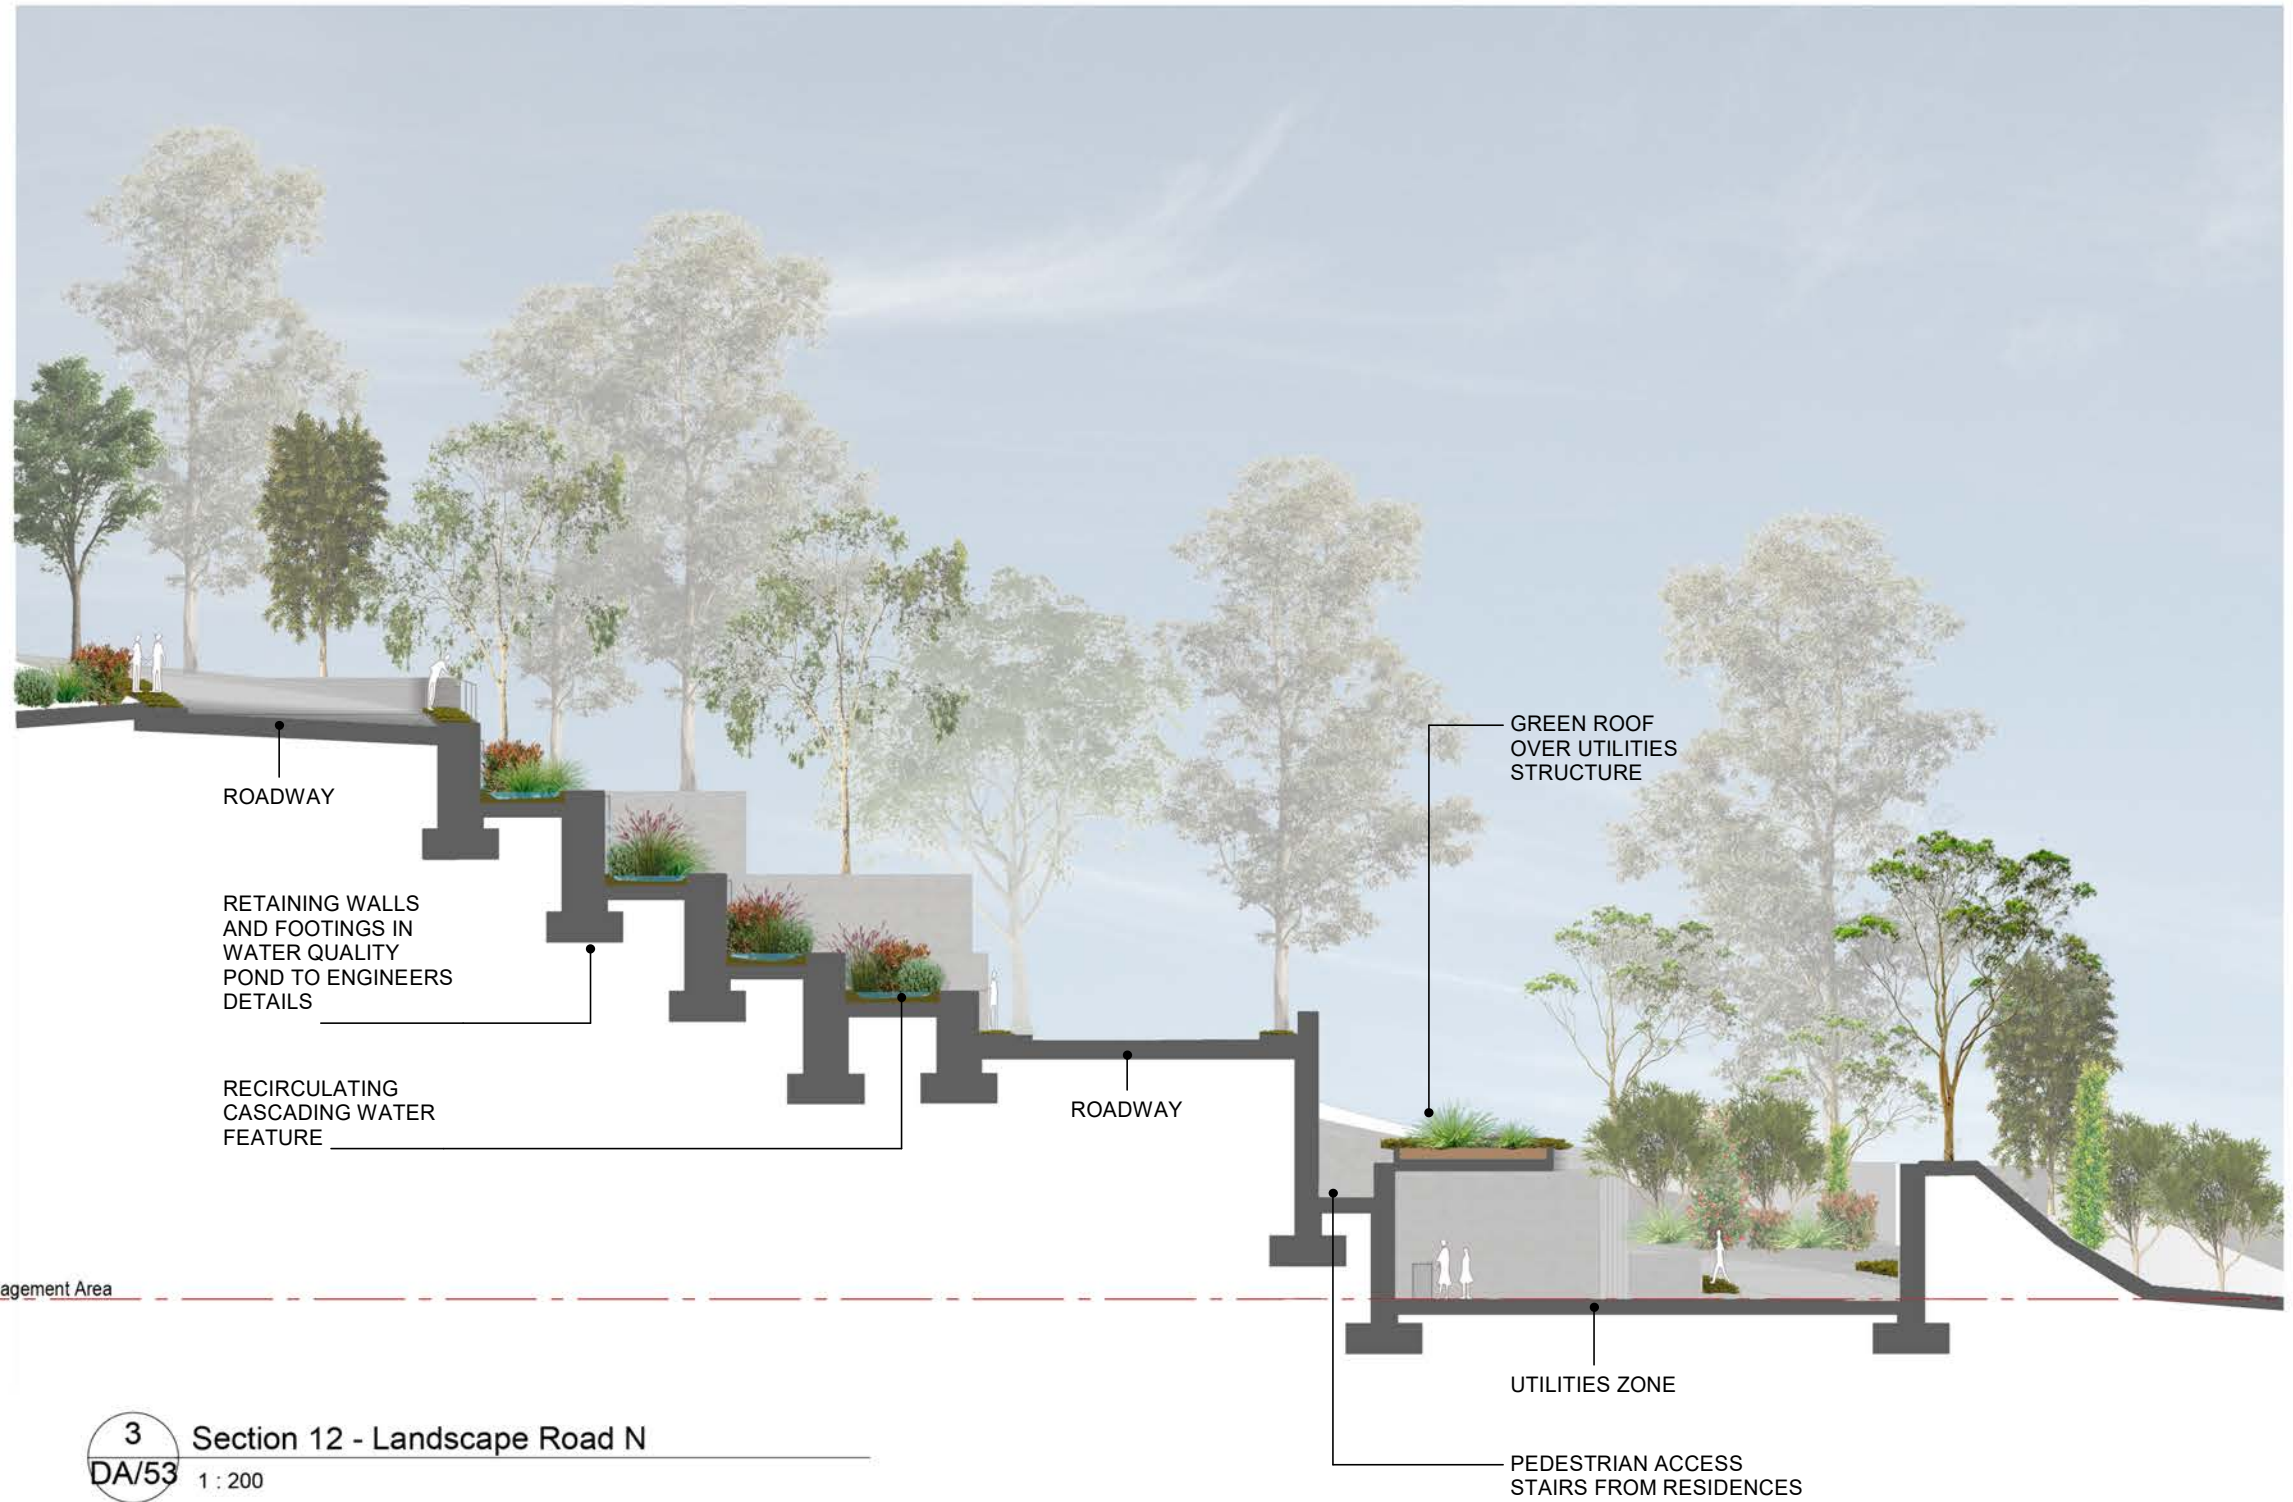 GREEN ROOF
OVER UTILITIES
STRUCTURE
ROADWAY
RETAINING WALLS
AND FOOTINGS IN
WATER QUALITY
POND TO ENGINEERS
DETAILS
RECIRCULATING
CASCADING WATER
FEATURE
ROADWAY
agement Area
UTILITIES ZONE
3
DA/53
Section 12 - Landscape Road N
1 : 200
PEDESTRIAN ACCESS
STAIRS FROM RESIDENCES